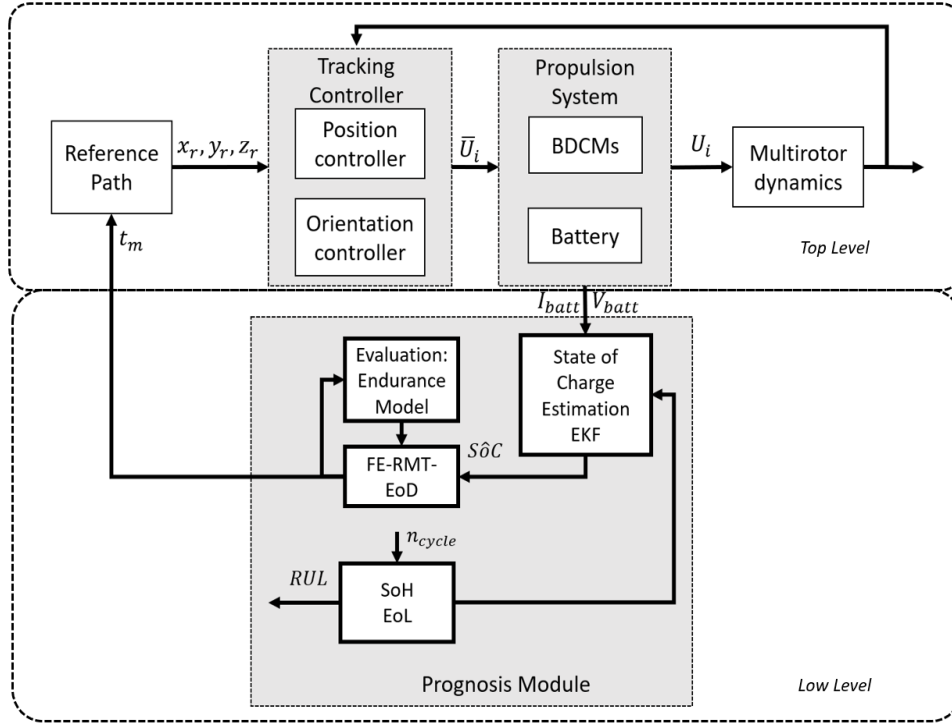 Tracking
Controller
Propulsion
System
Reference
Path
x_r, y_r, z_r
Position
controller
Orientation
controller
Ū_i
BDCMs
Battery
U_i
Multirotor
dynamics
t_m
Top Level
I_batt V_batt
Evaluation:
Endurance
Model
State of
Charge
Estimation
EKF
SôC
FE-RMT-
EoD
n_cycle
RUL
SoH
EoL
Prognosis Module
Low Level